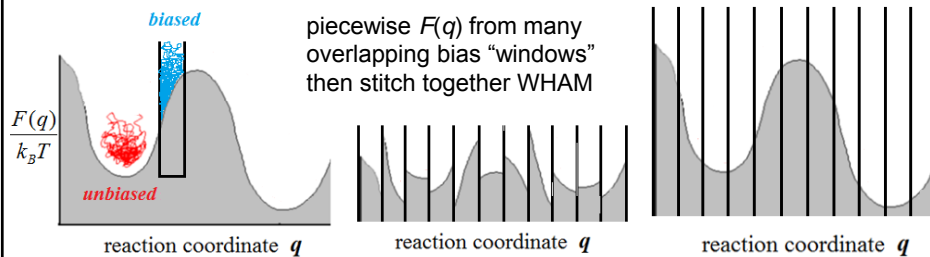 biased
piecewise F(q) from many
overlapping bias “windows”
then stitch together WHAM
F(q)
k_BT
unbiased
reaction coordinate q
reaction coordinate q
reaction coordinate q